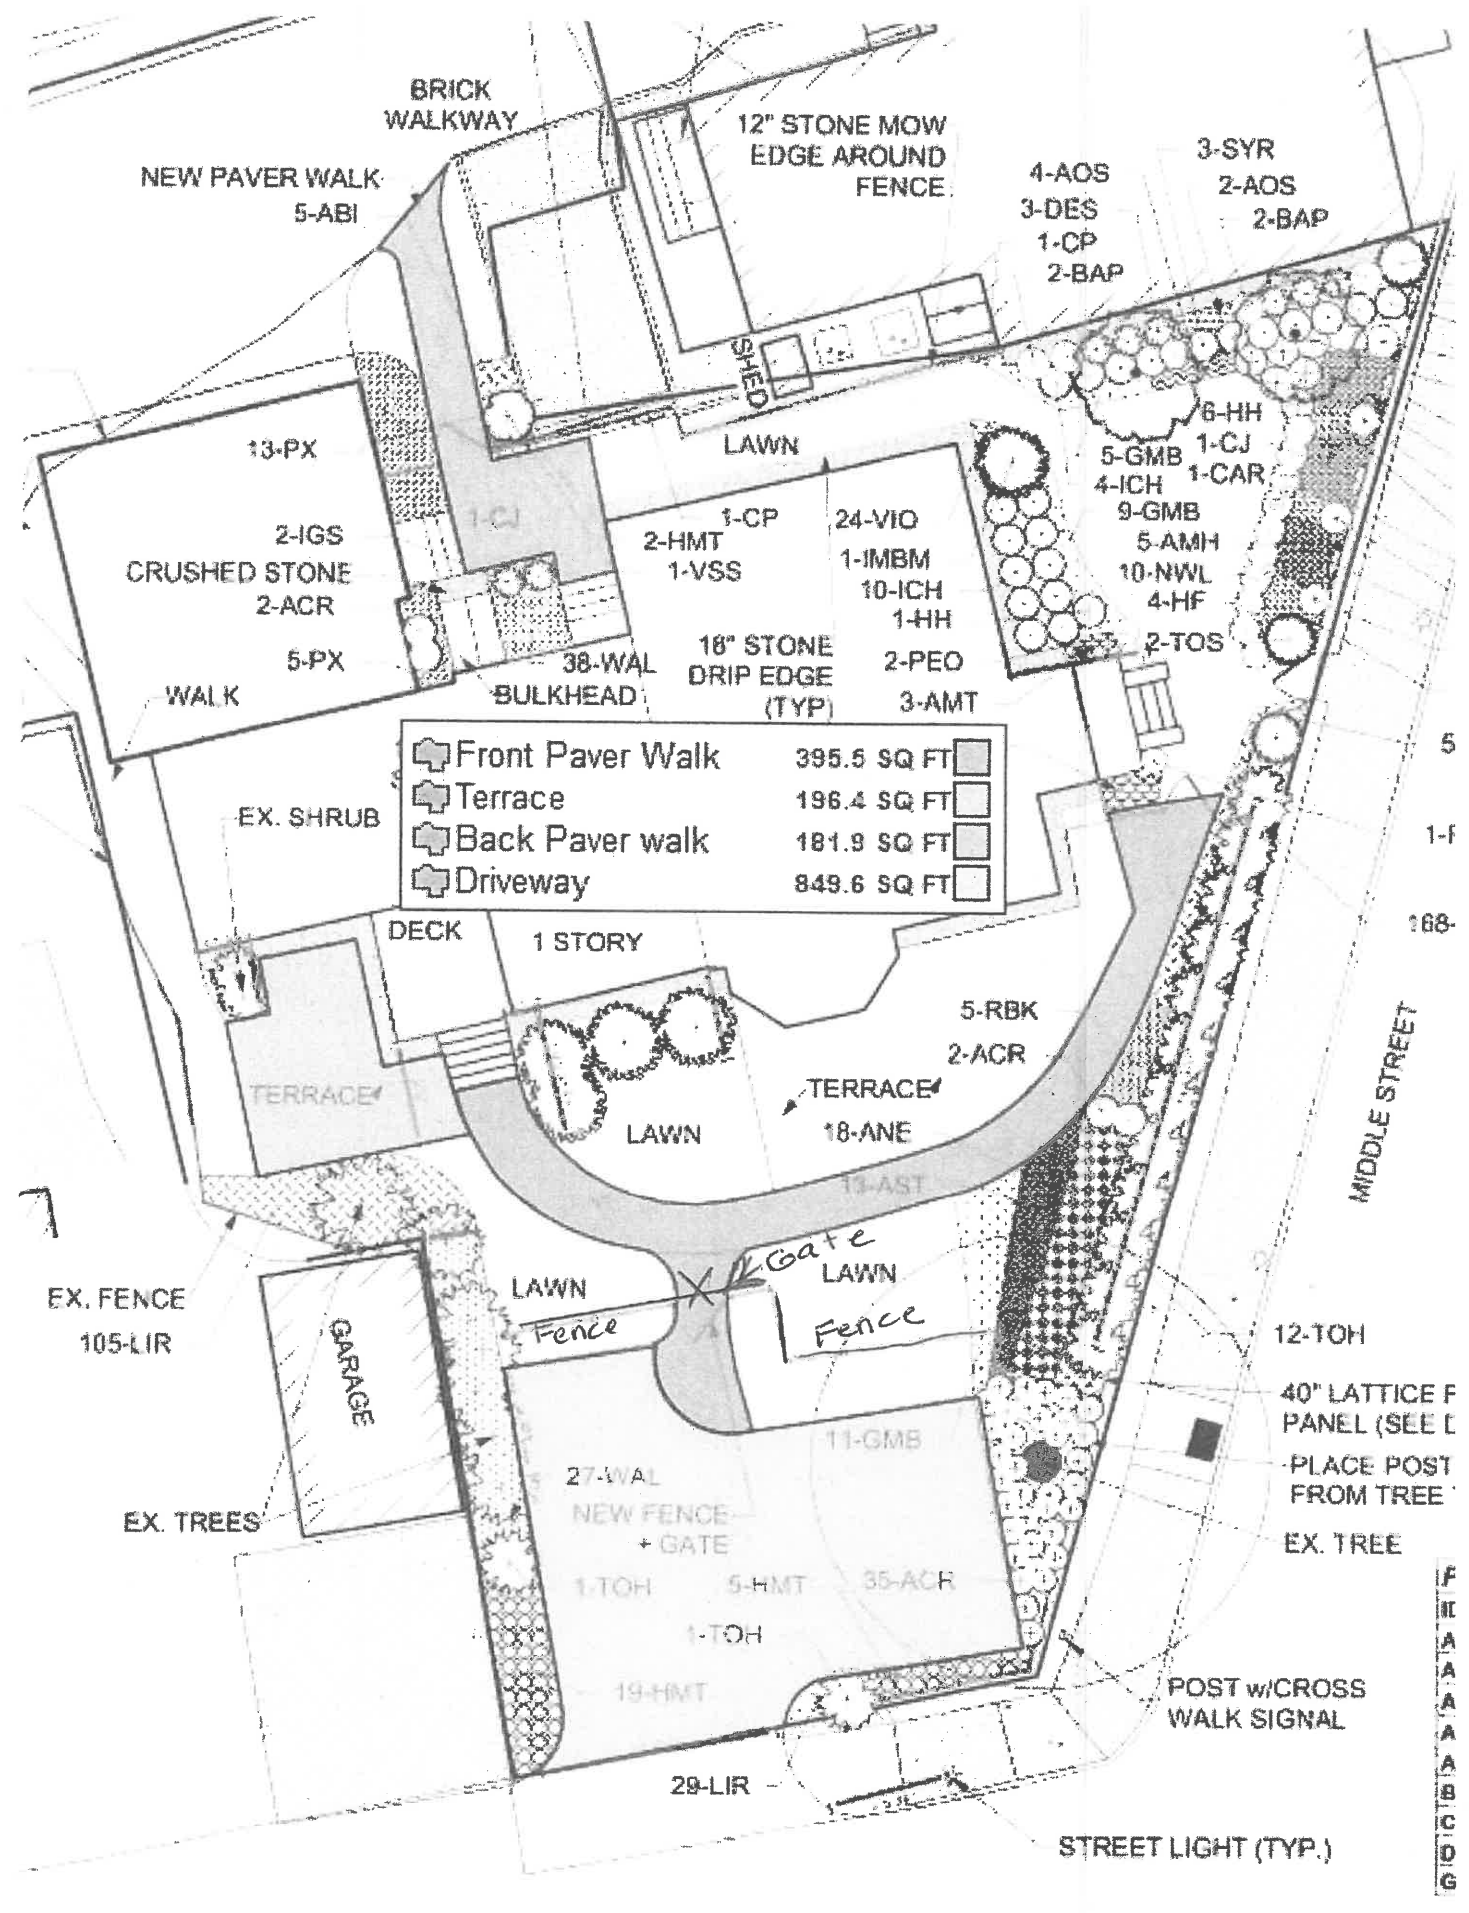 BRICK
WALKWAY
NEW PAVER WALK
5-ABI
12" STONE MOW
EDGE AROUND
FENCE
4-AOS
3-DES
1-CP
2-BAP
3-SYR
2-AOS
2-BAP
SHED
LAWN
13-PX
1-CJ
2-IGS
CRUSHED STONE
2-ACR
5-PX
WALK
1-CP
2-HMT
1-VSS
24-VIO
1-IMBM
10-ICH
1-HH
2-PEO
3-AMT
18" STONE
DRIP EDGE
(TYP)
38-WAL
BULKHEAD
6-HH
1-CJ
1-CAR
5-GMB
4-ICH
9-GMB
5-AMH
10-NWL
4-HF
2-TOS
Front Paver Walk 395.5 SQ FT
Terrace 196.4 SQ FT
Back Paver walk 181.9 SQ FT
Driveway 849.6 SQ FT
EX. SHRUB
DECK
1 STORY
5-RBK
2-ACR
TERRACE
18-ANE
TERRACE
LAWN
13-AST
MIDDLE STREET
168-
EX. FENCE
105-LIR
GARAGE
LAWN
Gate
LAWN
Fence
Fence
12-TOH
40" LATTICE
PANEL (SEE
PLACE POST
FROM TREE
EX. TREE
EX. TREES
11-GMB
27-WAL
NEW FENCE
+ GATE
1-TOH
5-HMT
35-ACR
1-TOH
19-HMT
29-LIR
POST w/CROSS
WALK SIGNAL
STREET LIGHT (TYP.)
A
A
A
A
A
B
C
D
G